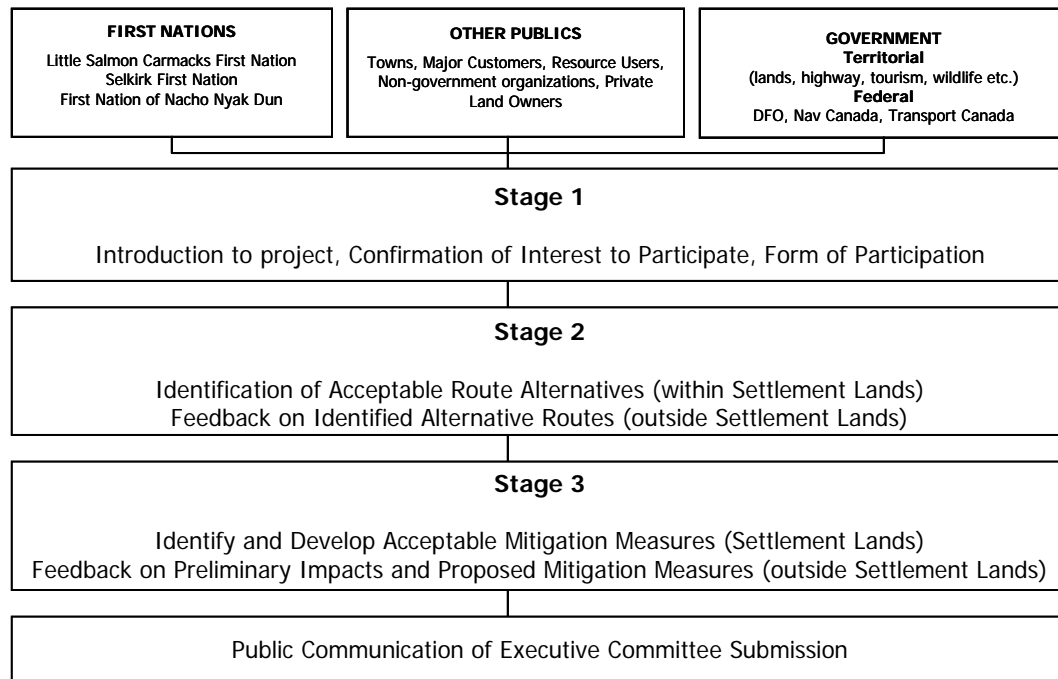 FIRST NATIONS
Little Salmon Carmacks First Nation
Selkirk First Nation
First Nation of Nacho Nyak Dun
OTHER PUBLICS
Towns, Major Customers, Resource Users,
Non-government organizations, Private
Land Owners
GOVERNMENT
Territorial
(lands, highway, tourism, wildlife etc.)
Federal
DFO, Nav Canada, Transport Canada
Stage 1
Introduction to project, Confirmation of Interest to Participate, Form of Participation
Stage 2
Identification of Acceptable Route Alternatives (within Settlement Lands)
Feedback on Identified Alternative Routes (outside Settlement Lands)
Stage 3
Identify and Develop Acceptable Mitigation Measures (Settlement Lands)
Feedback on Preliminary Impacts and Proposed Mitigation Measures (outside Settlement Lands)
Public Communication of Executive Committee Submission